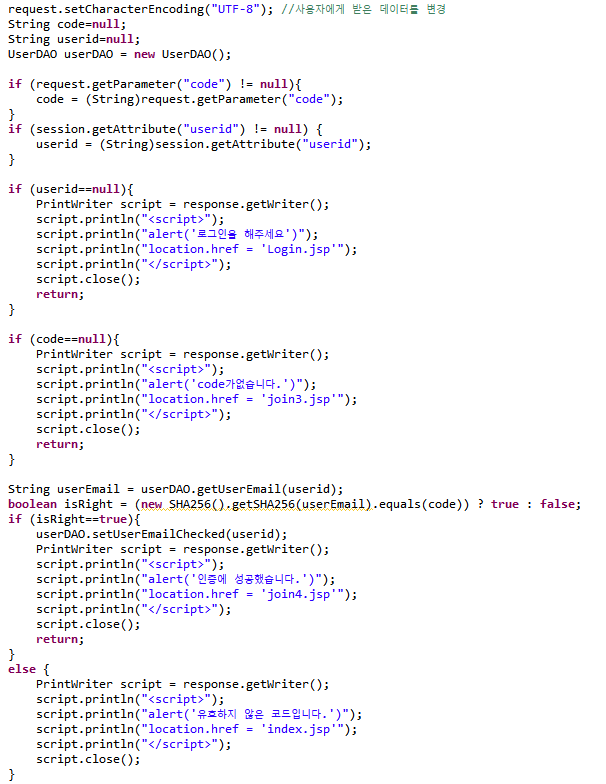 request.setCharacterEncoding("UTF-8"); //사용자에게 받은 데이터를 변경
String code=null;
String userid=null;
UserDAO userDAO = new UserDAO();
if (request.getParameter("code") != null){
code = (String)request.getParameter("code");
}
if (session.getAttribute("userid") != null) {
userid = (String)session.getAttribute("userid");
}
if (userid==null){
PrintWriter script = response.getWriter();
script.println("<script>");
script.println("alert('로그인을 해주세요')");
script.println("location.href = 'Login.jsp'");
script.println("</script>");
script.close();
return;
}
if (code==null){
PrintWriter script = response.getWriter();
script.println("<script>");
script.println("alert('code가없습니다.')");
script.println("location.href = 'join3.jsp'");
script.println("</script>");
script.close();
return;
}
String userEmail = userDAO.getUserEmail(userid);
boolean isRight = (new SHA256().getSHA256(userEmail).equals(code)) ? true : false;
if (isRight==true){
userDAO.setUserEmailChecked(userid);
PrintWriter script = response.getWriter();
script.println("<script>");
script.println("alert('인증에 성공했습니다.')");
script.println("location.href = 'join4.jsp'");
script.println("</script>");
script.close();
return;
}
else {
PrintWriter script = response.getWriter();
script.println("<script>");
script.println("alert('유효하지 않은 코드입니다.')");
script.println("location.href = 'index.jsp'");
script.println("</script>");
script.close();
}